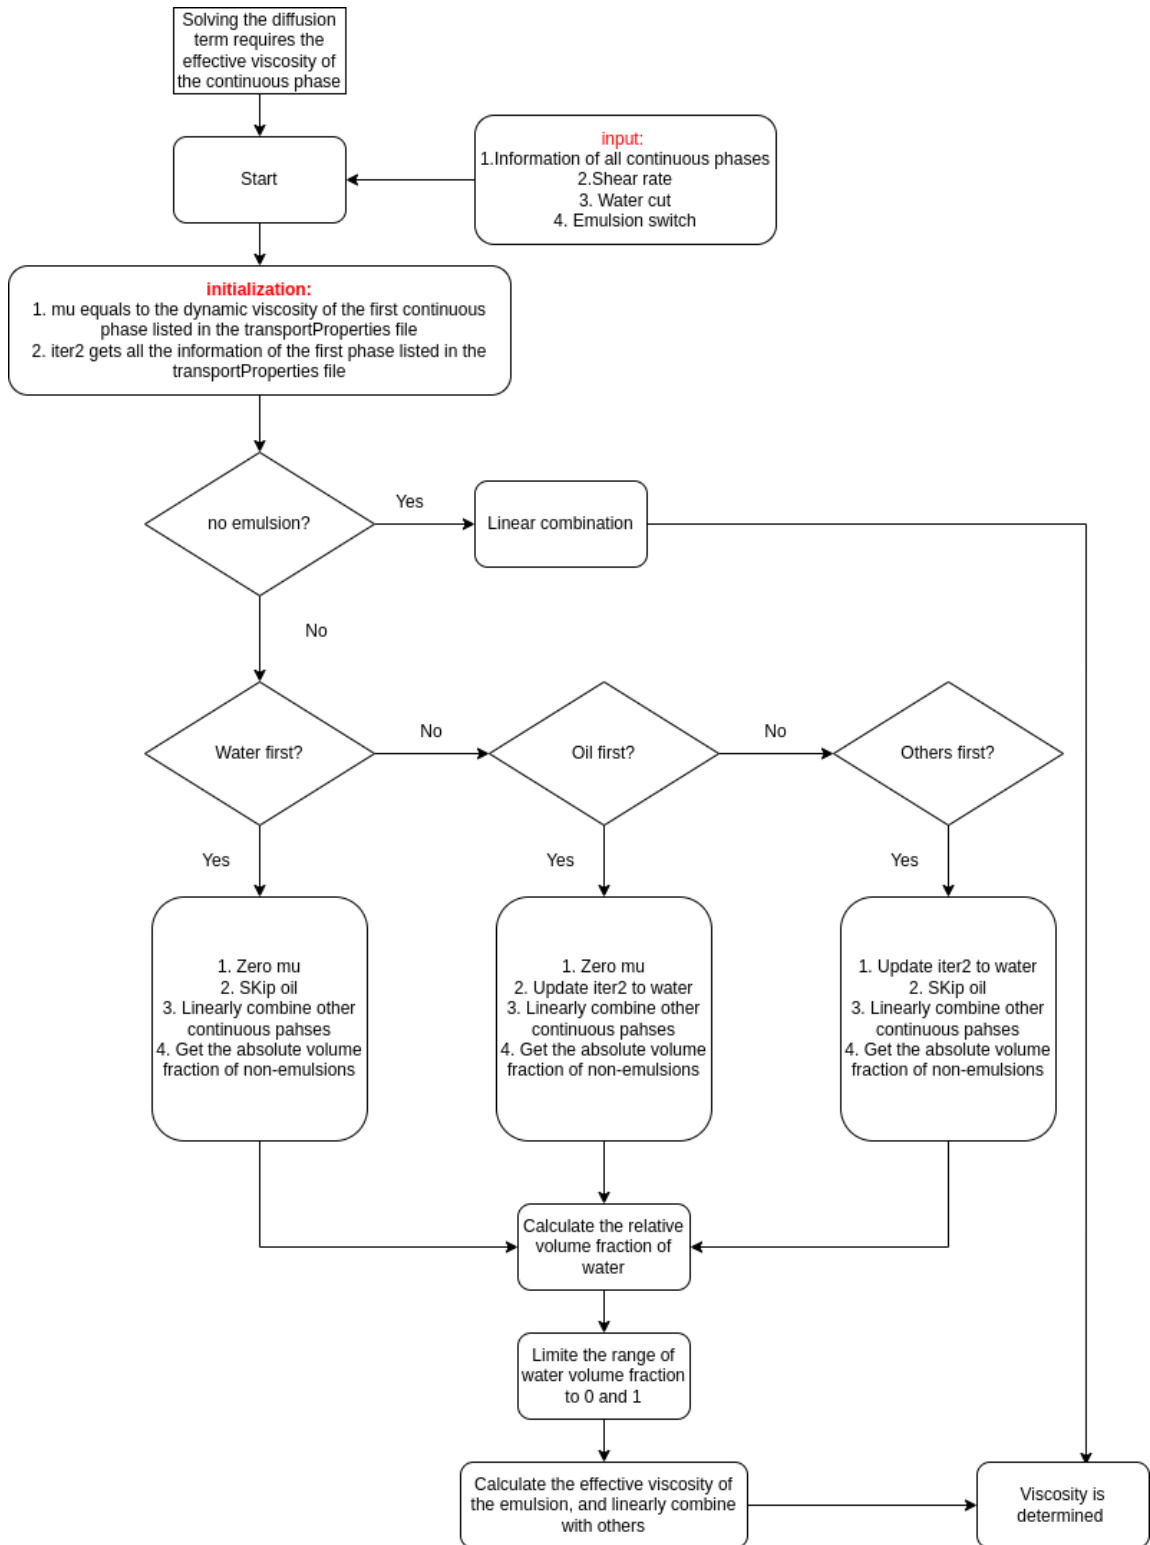 Solving the diffusion
term requires the
effective viscosity of
the continuous phase
Start
input:
1.Information of all continuous phases
2.Shear rate
3. Water cut
4. Emulsion switch
initialization:
1. mu equals to the dynamic viscosity of the first continuous
phase listed in the transportProperties file
2. iter2 gets all the information of the first phase listed in the
transportProperties file
no emulsion?
Yes
Linear combination
No
Water first?
No
Oil first?
No
Others first?
Yes
Yes
Yes
1. Zero mu
2. SKip oil
3. Linearly combine other
continuous pahses
4. Get the absolute volume
fraction of non-emulsions
1. Zero mu
2. Update iter2 to water
3. Linearly combine other
continuous pahses
4. Get the absolute volume
fraction of non-emulsions
1. Update iter2 to water
2. SKip oil
3. Linearly combine other
continuous pahses
4. Get the absolute volume
fraction of non-emulsions
Calculate the relative
volume fraction of
water
Limite the range of
water volume fraction
to 0 and 1
Calculate the effective viscosity of
the emulsion, and linearly combine
with others
Viscosity is
determined